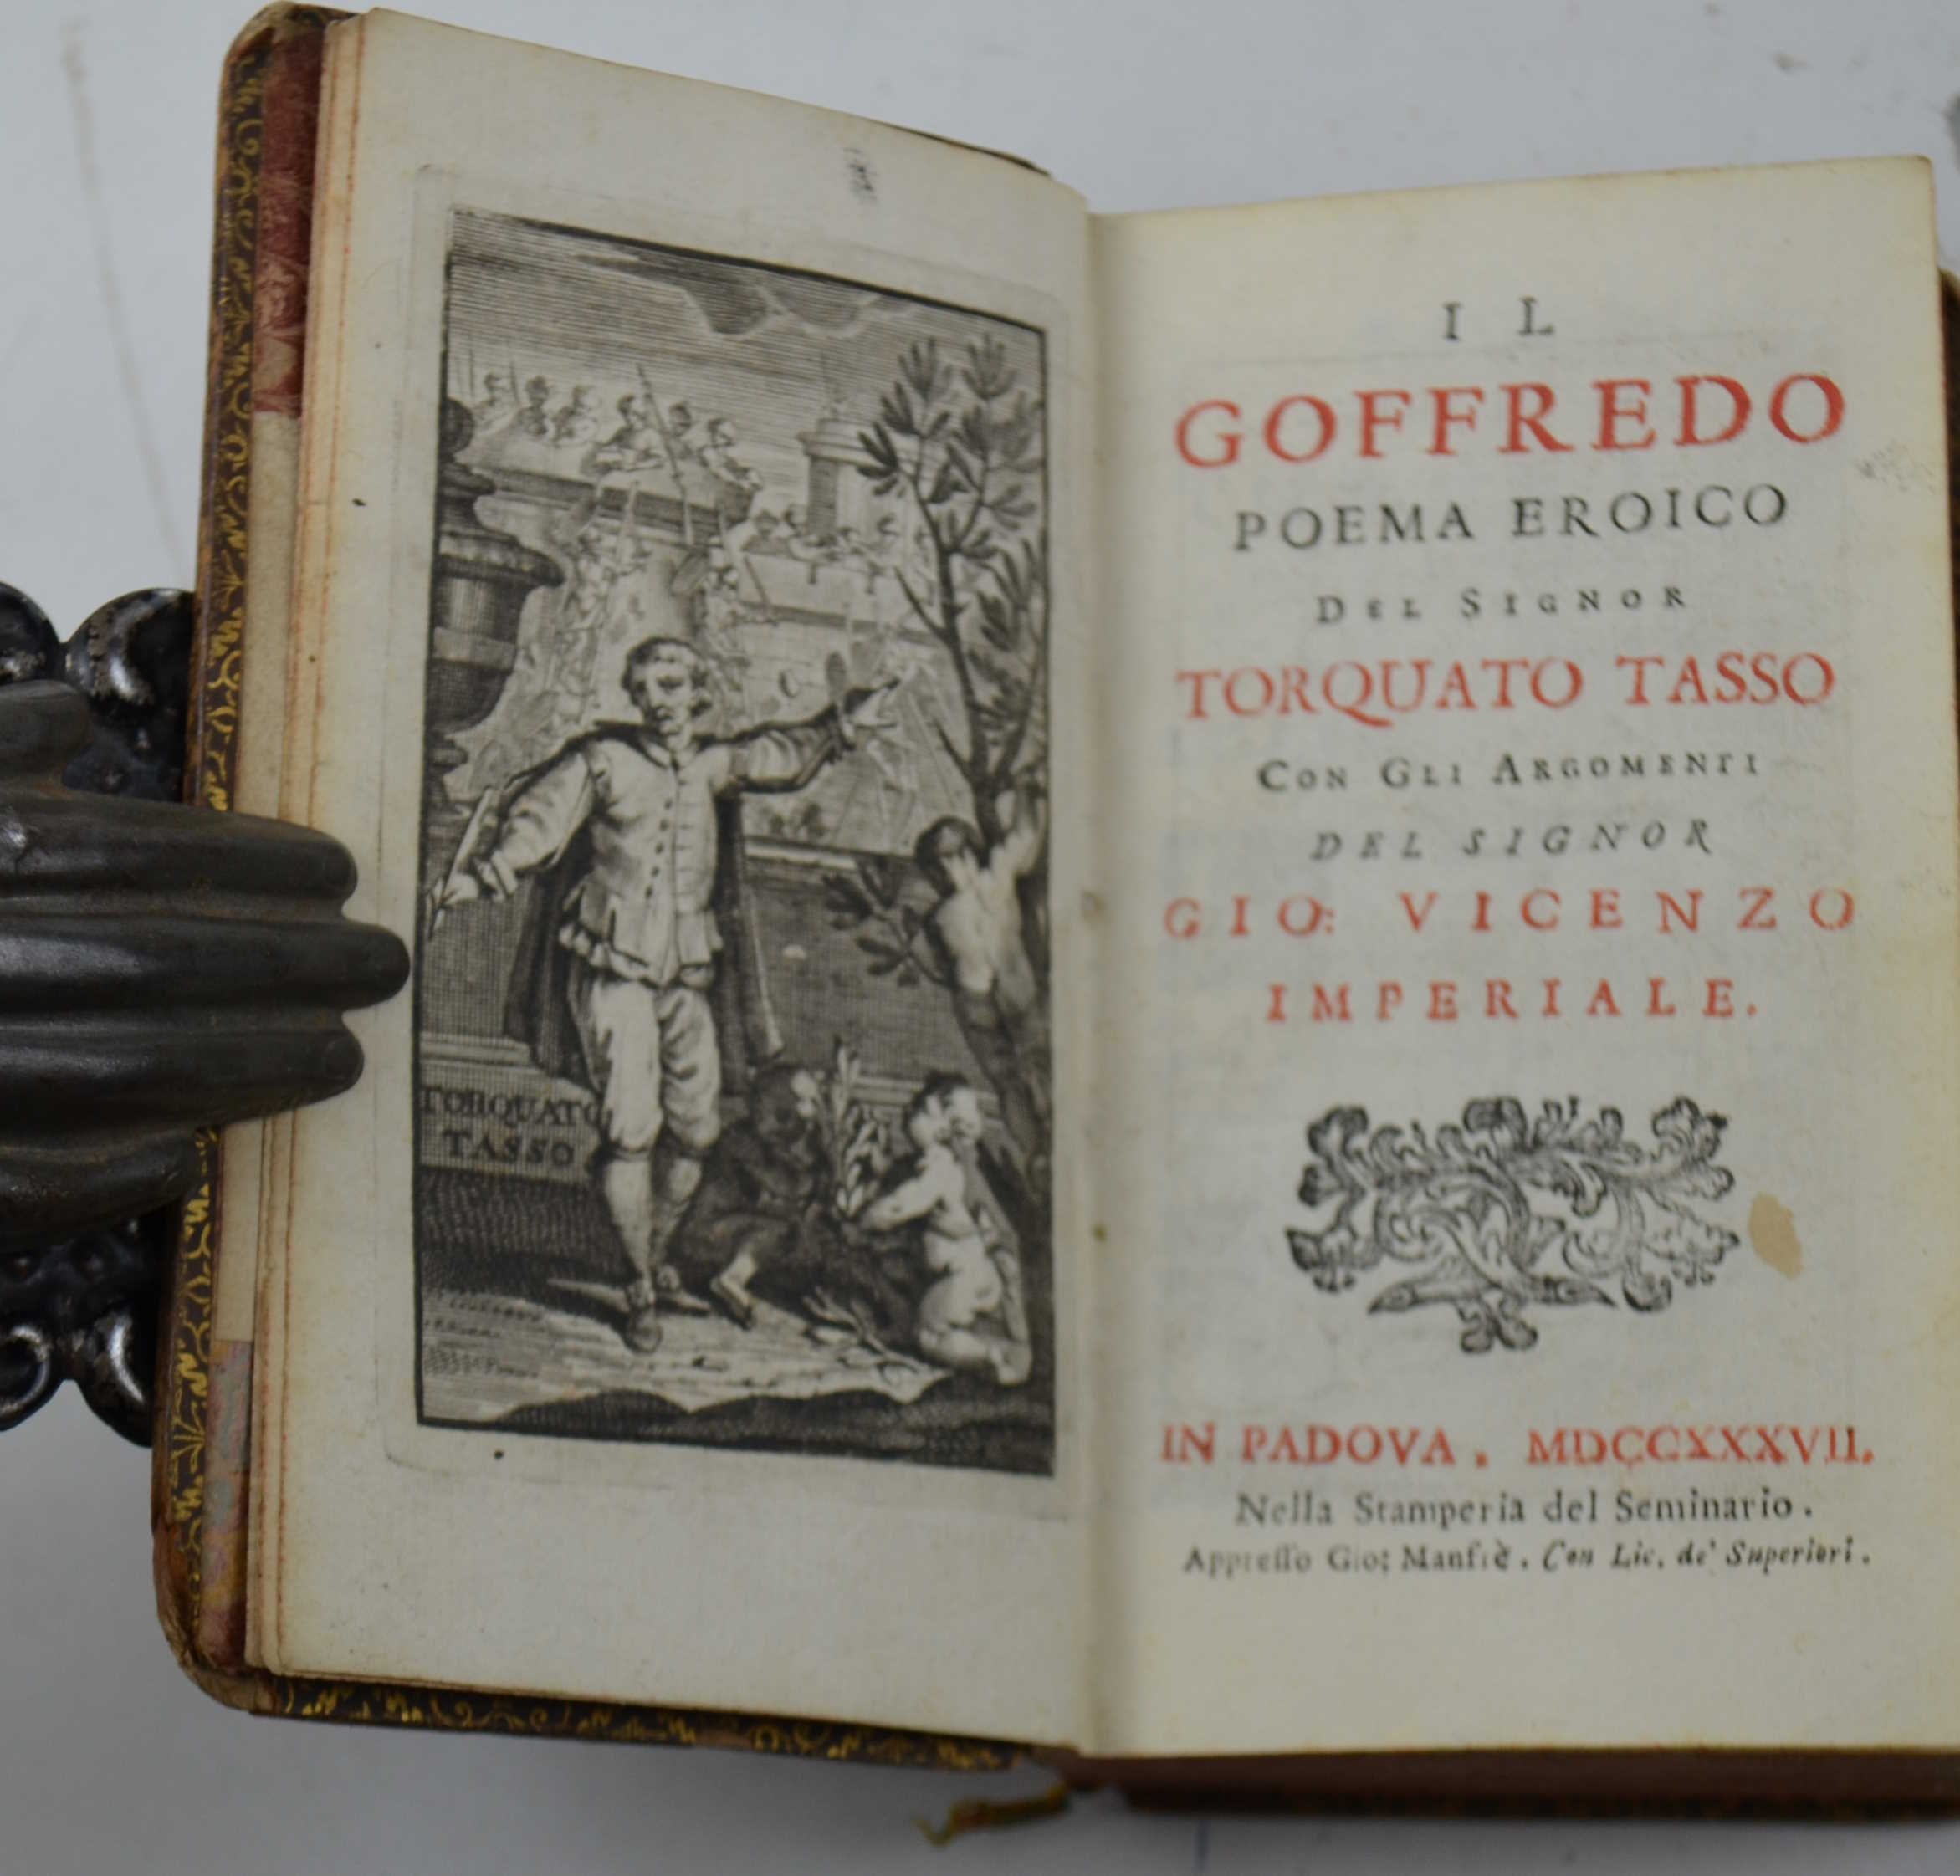 TORQUATO
TASSO
IL
GOFFREDO
POEMA EROICO
DEL SIGNOR
TORQUATO TASSO
CON GLI ARGOMENTI
DEL SIGNOR
GIO: VICENZO
IMPERIALE.
IN PADOVA. MDCCXXXVII.
Nella Stamperia del Seminario.
Appresso Gio: Manfrè. Con Lic. de' Superiori.